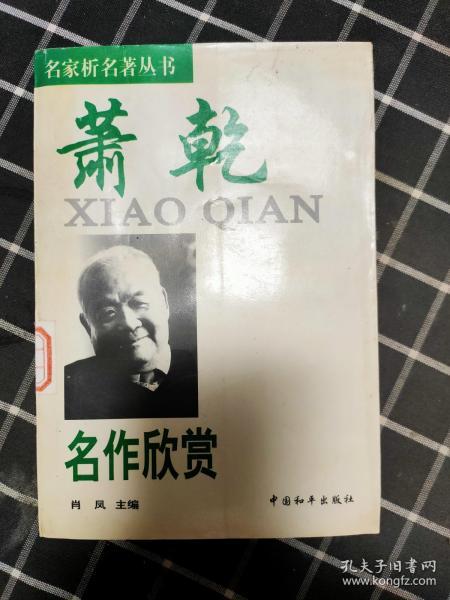 名家析名著丛书
萧乾
XIAO QIAN
名作欣赏
肖凤 主编
中国和平出版社
孔夫子旧书网
www.kongfz.com